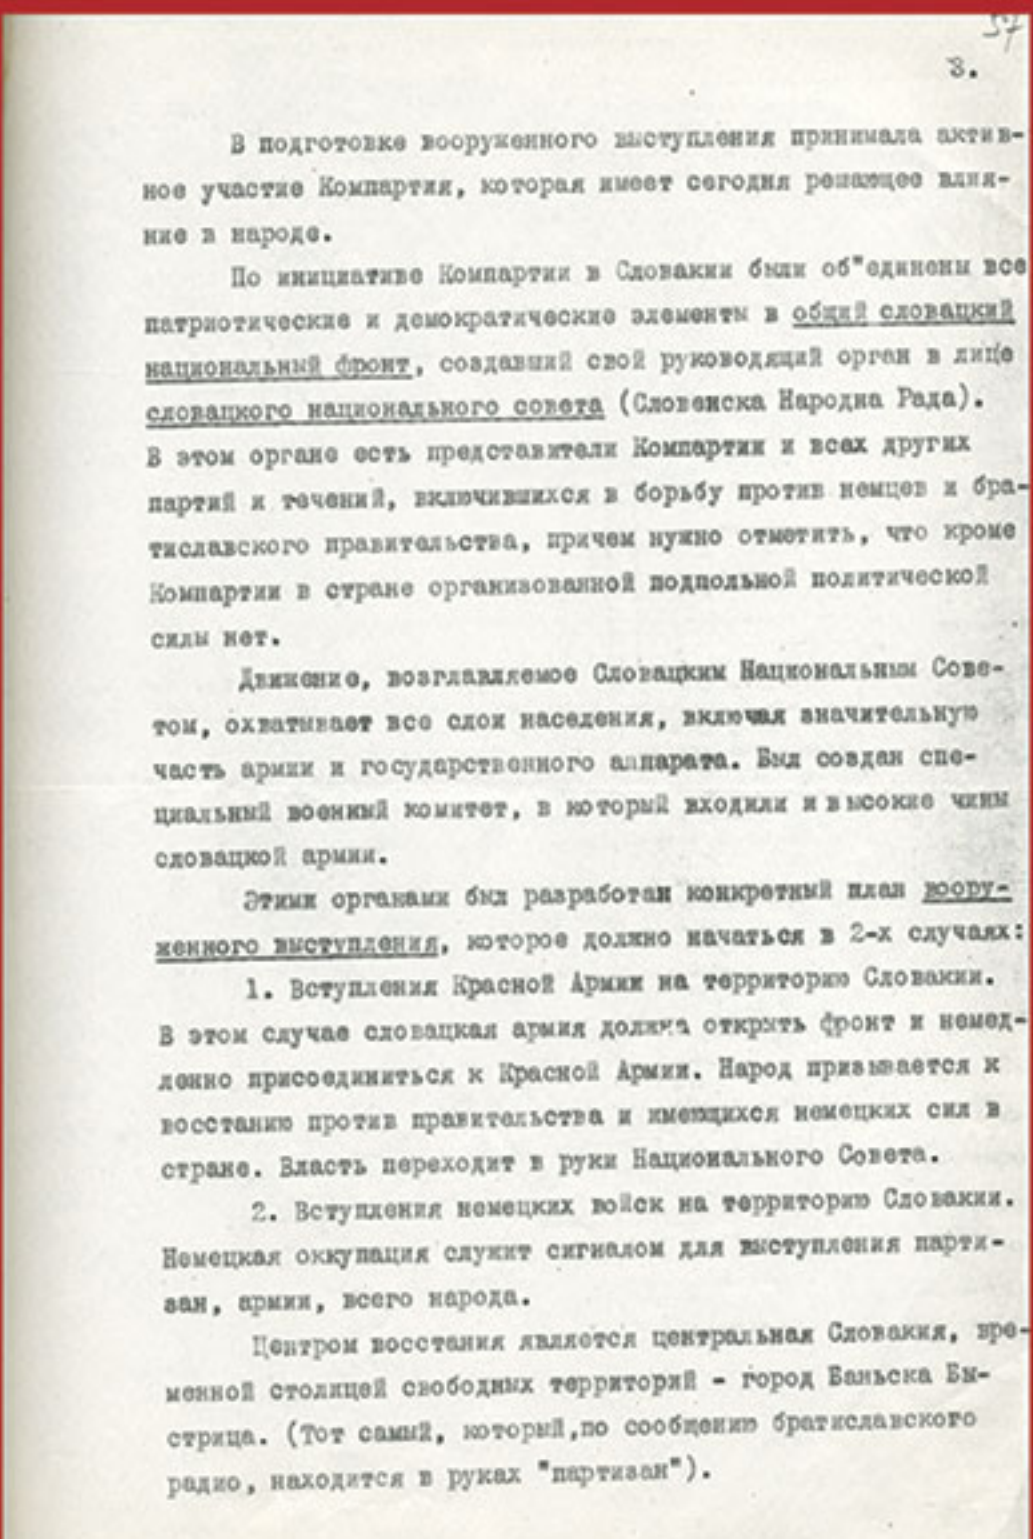 57
3.
В подготовке вооруженного выступления принимала актив-
ное участие Компартия, которая имеет сегодня решающее влия-
ние в народе.
По инициативе Компартии в Словакии были об"единены все
патриотические и демократические элементы в общий словацкий
национальный фронт, создавший свой руководящий орган в лице
словацкого национального совета (Словенска Народна Рада).
В этом органе есть представители Компартии и всех других
партий и течений, включившихся в борьбу против немцев и бра-
тиславского правительства, причем нужно отметить, что кроме
Компартии в стране организованной подпольной политической
силы нет.
Движение, возглавляемое Словацким Национальным Сове-
том, охватывает все слои населения, включая значительную
часть армии и государственного аппарата. Был создан спе-
циальный военный комитет, в который входили и высокие чины
словацкой армии.
Этими органами был разработан конкретный план воору-
женного выступления, которое должно начаться в 2-х случаях:
1. Вступления Красной Армии на территорию Словакии.
В этом случае словацкая армия должна открыть фронт и немед-
ленно присоединиться к Красной Армии. Народ призывается к
восстанию против правительства и имеющихся немецких сил в
стране. Власть переходит в руки Национального Совета.
2. Вступления немецких войск на территорию Словакии.
Немецкая оккупация служит сигналом для выступления парти-
зан, армии, всего народа.
Центром восстания является центральная Словакия, вре-
менной столицей свободных территорий - город Баньска Бы-
стрица. (Тот самый, который,по сообщению братиславского
радио, находится в руках "партизан").